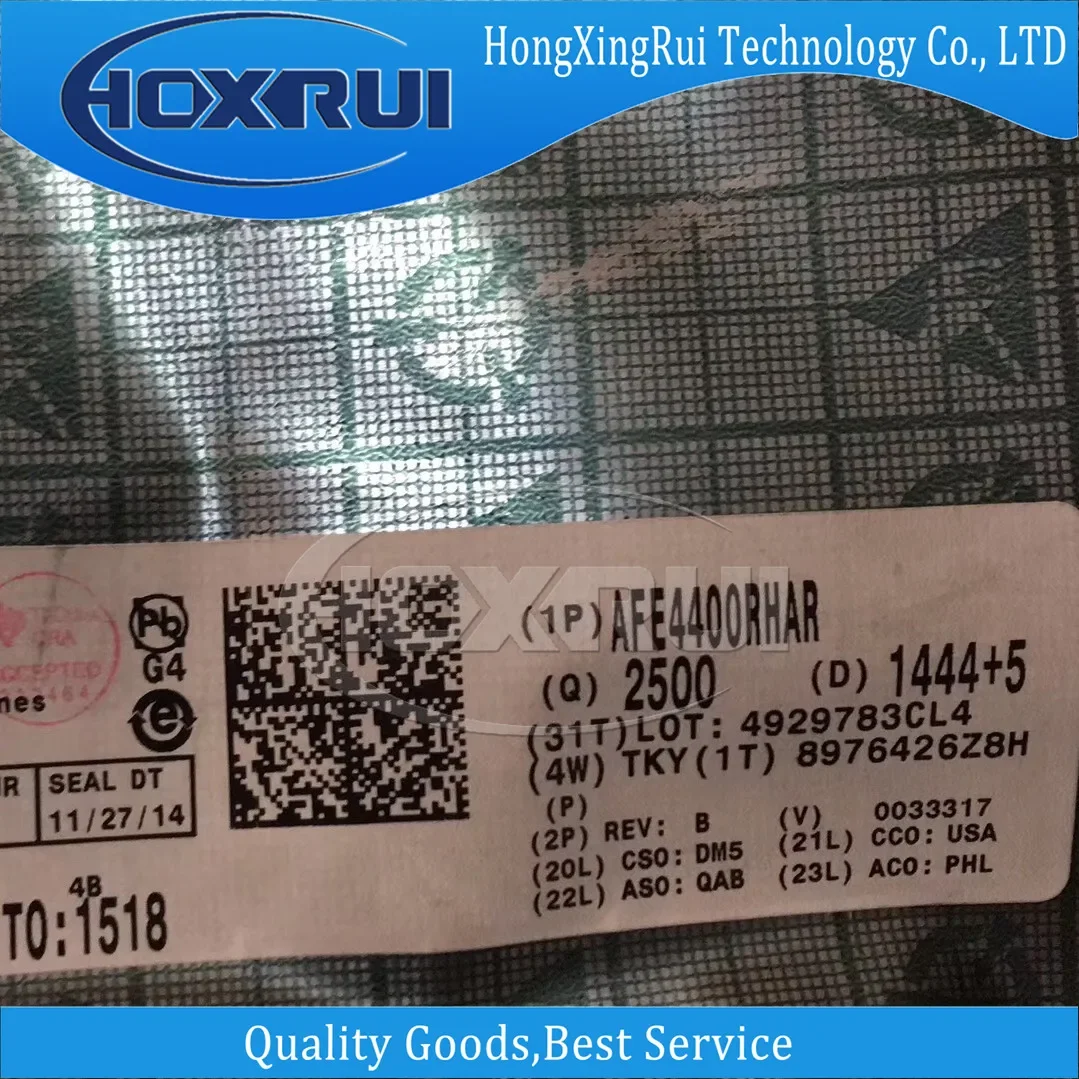 HOXRUI
HongXingRui Technology Co., LTD
HOXRUI
ACCEPTED
nes
Pb
G4
e
SEAL DT
11/27/14
4B
TO:1518
(1P) AFE4400RHAR
(Q) 2500 (D) 1444+5
(31T)LOT: 4929783CL4
(4W) TKY(1T) 8976426Z8H
(P)
(2P) REV: B (V) 0033317
(20L) CSO: DM5 (21L) CCO: USA
(22L) ASO: QAB (23L) ACO: PHL
Quality Goods,Best Service